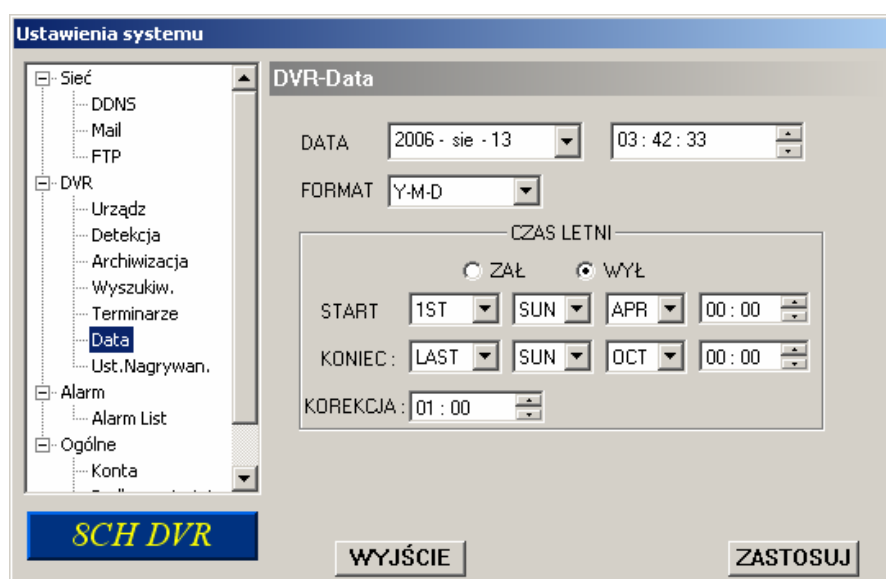 Ustawienia systemu
Sieć
DDNS
Mail
FTP
DVR
Urządz
Detekcja
Archiwizacja
Wyszukiw.
Terminarze
Data
Ust.Nagrywan.
Alarm
Alarm List
Ogólne
Konta
8CH DVR
DVR-Data
DATA 2006 - sie - 13 03 : 42 : 33
FORMAT Y-M-D
CZAS LETNI
ZAŁ WYŁ
START 1ST SUN APR 00 : 00
KONIEC : LAST SUN OCT 00 : 00
KOREKCJA : 01 : 00
WYJŚCIE ZASTOSUJ